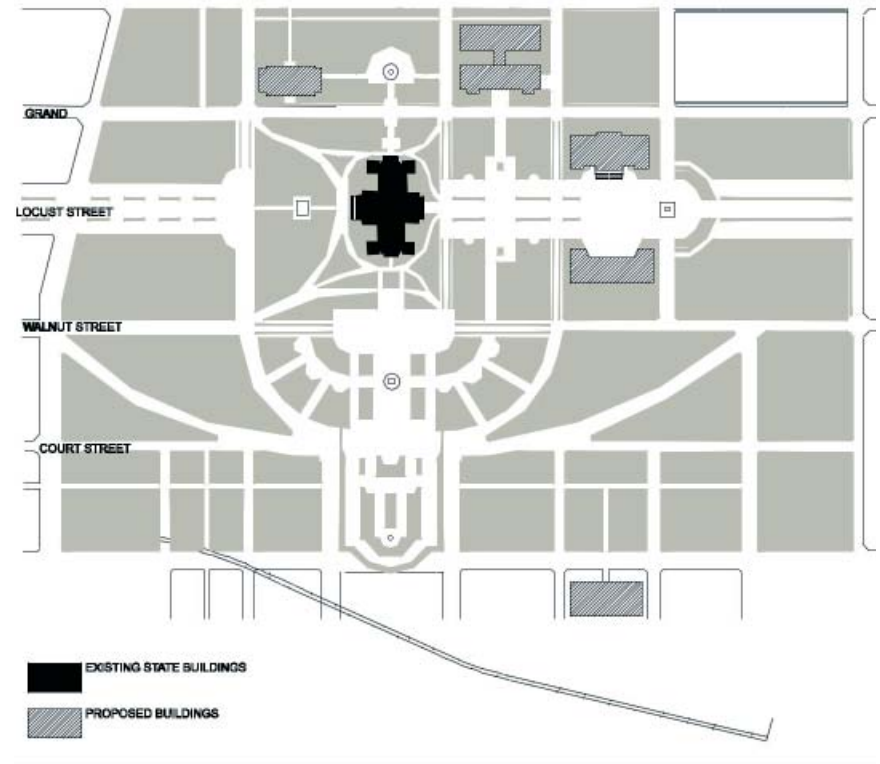 GRAND
LOCUST STREET
WALNUT STREET
COURT STREET
EXISTING STATE BUILDINGS
PROPOSED BUILDINGS